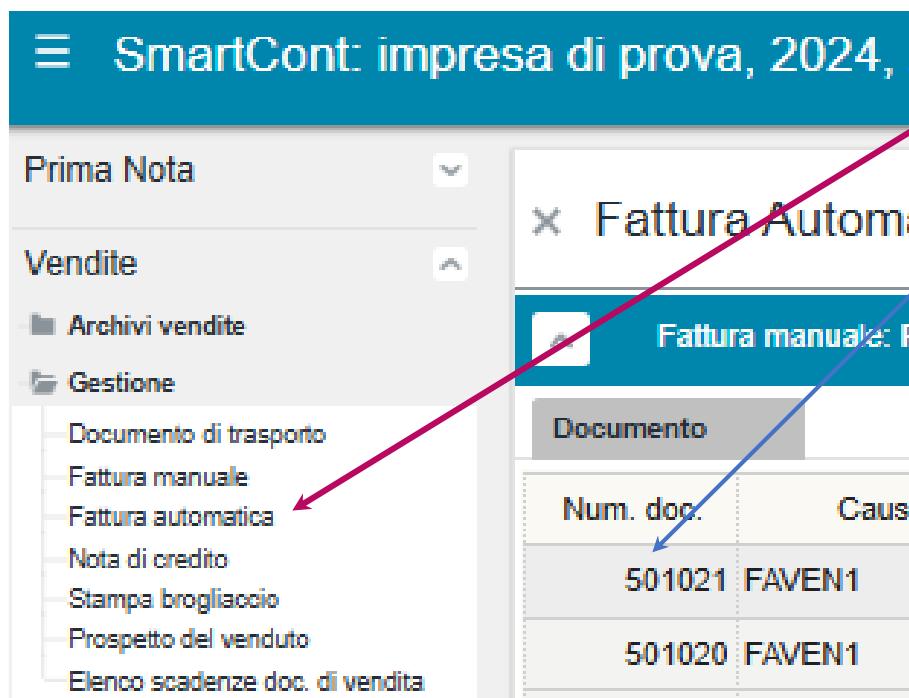 SmartCont: impresa di prova, 2024,
Prima Nota
Vendite
Archivi vendite
Gestione
Documento di trasporto
Fattura manuale
Fattura automatica
Nota di credito
Stampa brogliaccio
Prospetto del venduto
Elenco scadenze doc. di vendita
Fattura Automa
Fattura manuale:
Documento
Num. doc. Caus
501021 FAVEN1
501020 FAVEN1